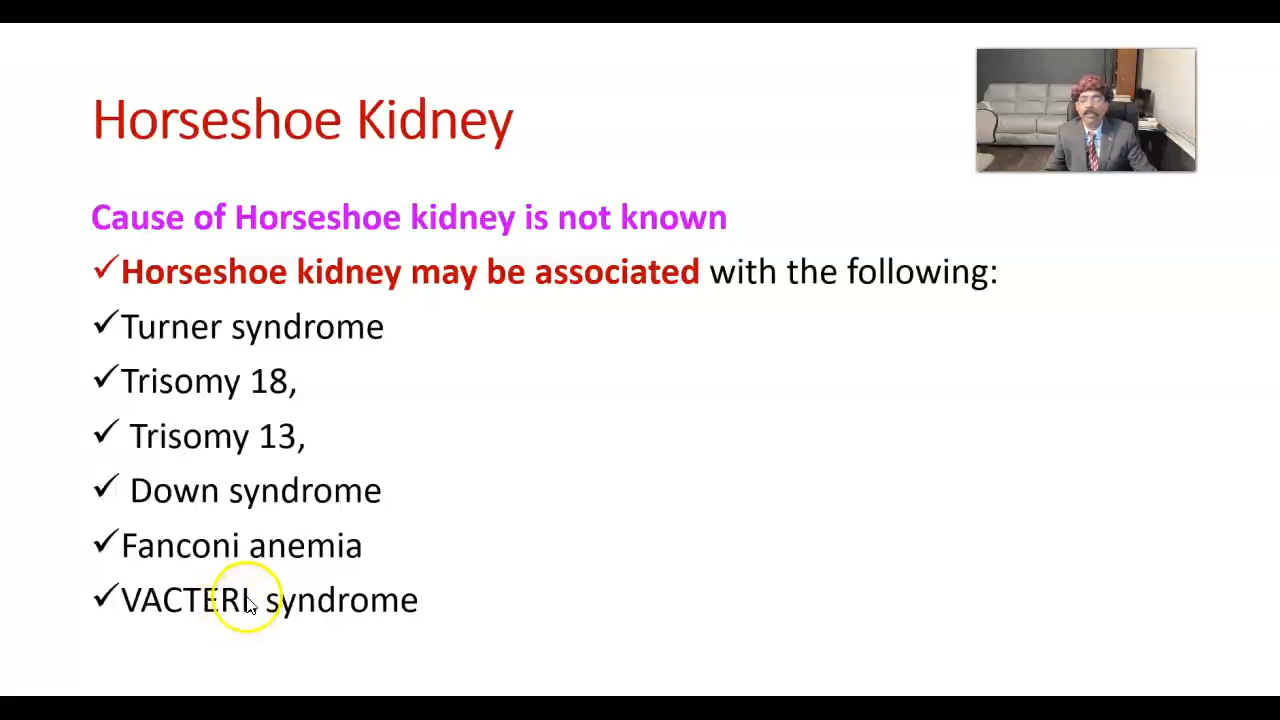 Horseshoe Kidney
Cause of Horseshoe kidney is not known
✓Horseshoe kidney may be associated with the following:
✓Turner syndrome
✓Trisomy 18,
✓ Trisomy 13,
✓ Down syndrome
✓Fanconi anemia
✓VACTERL syndrome